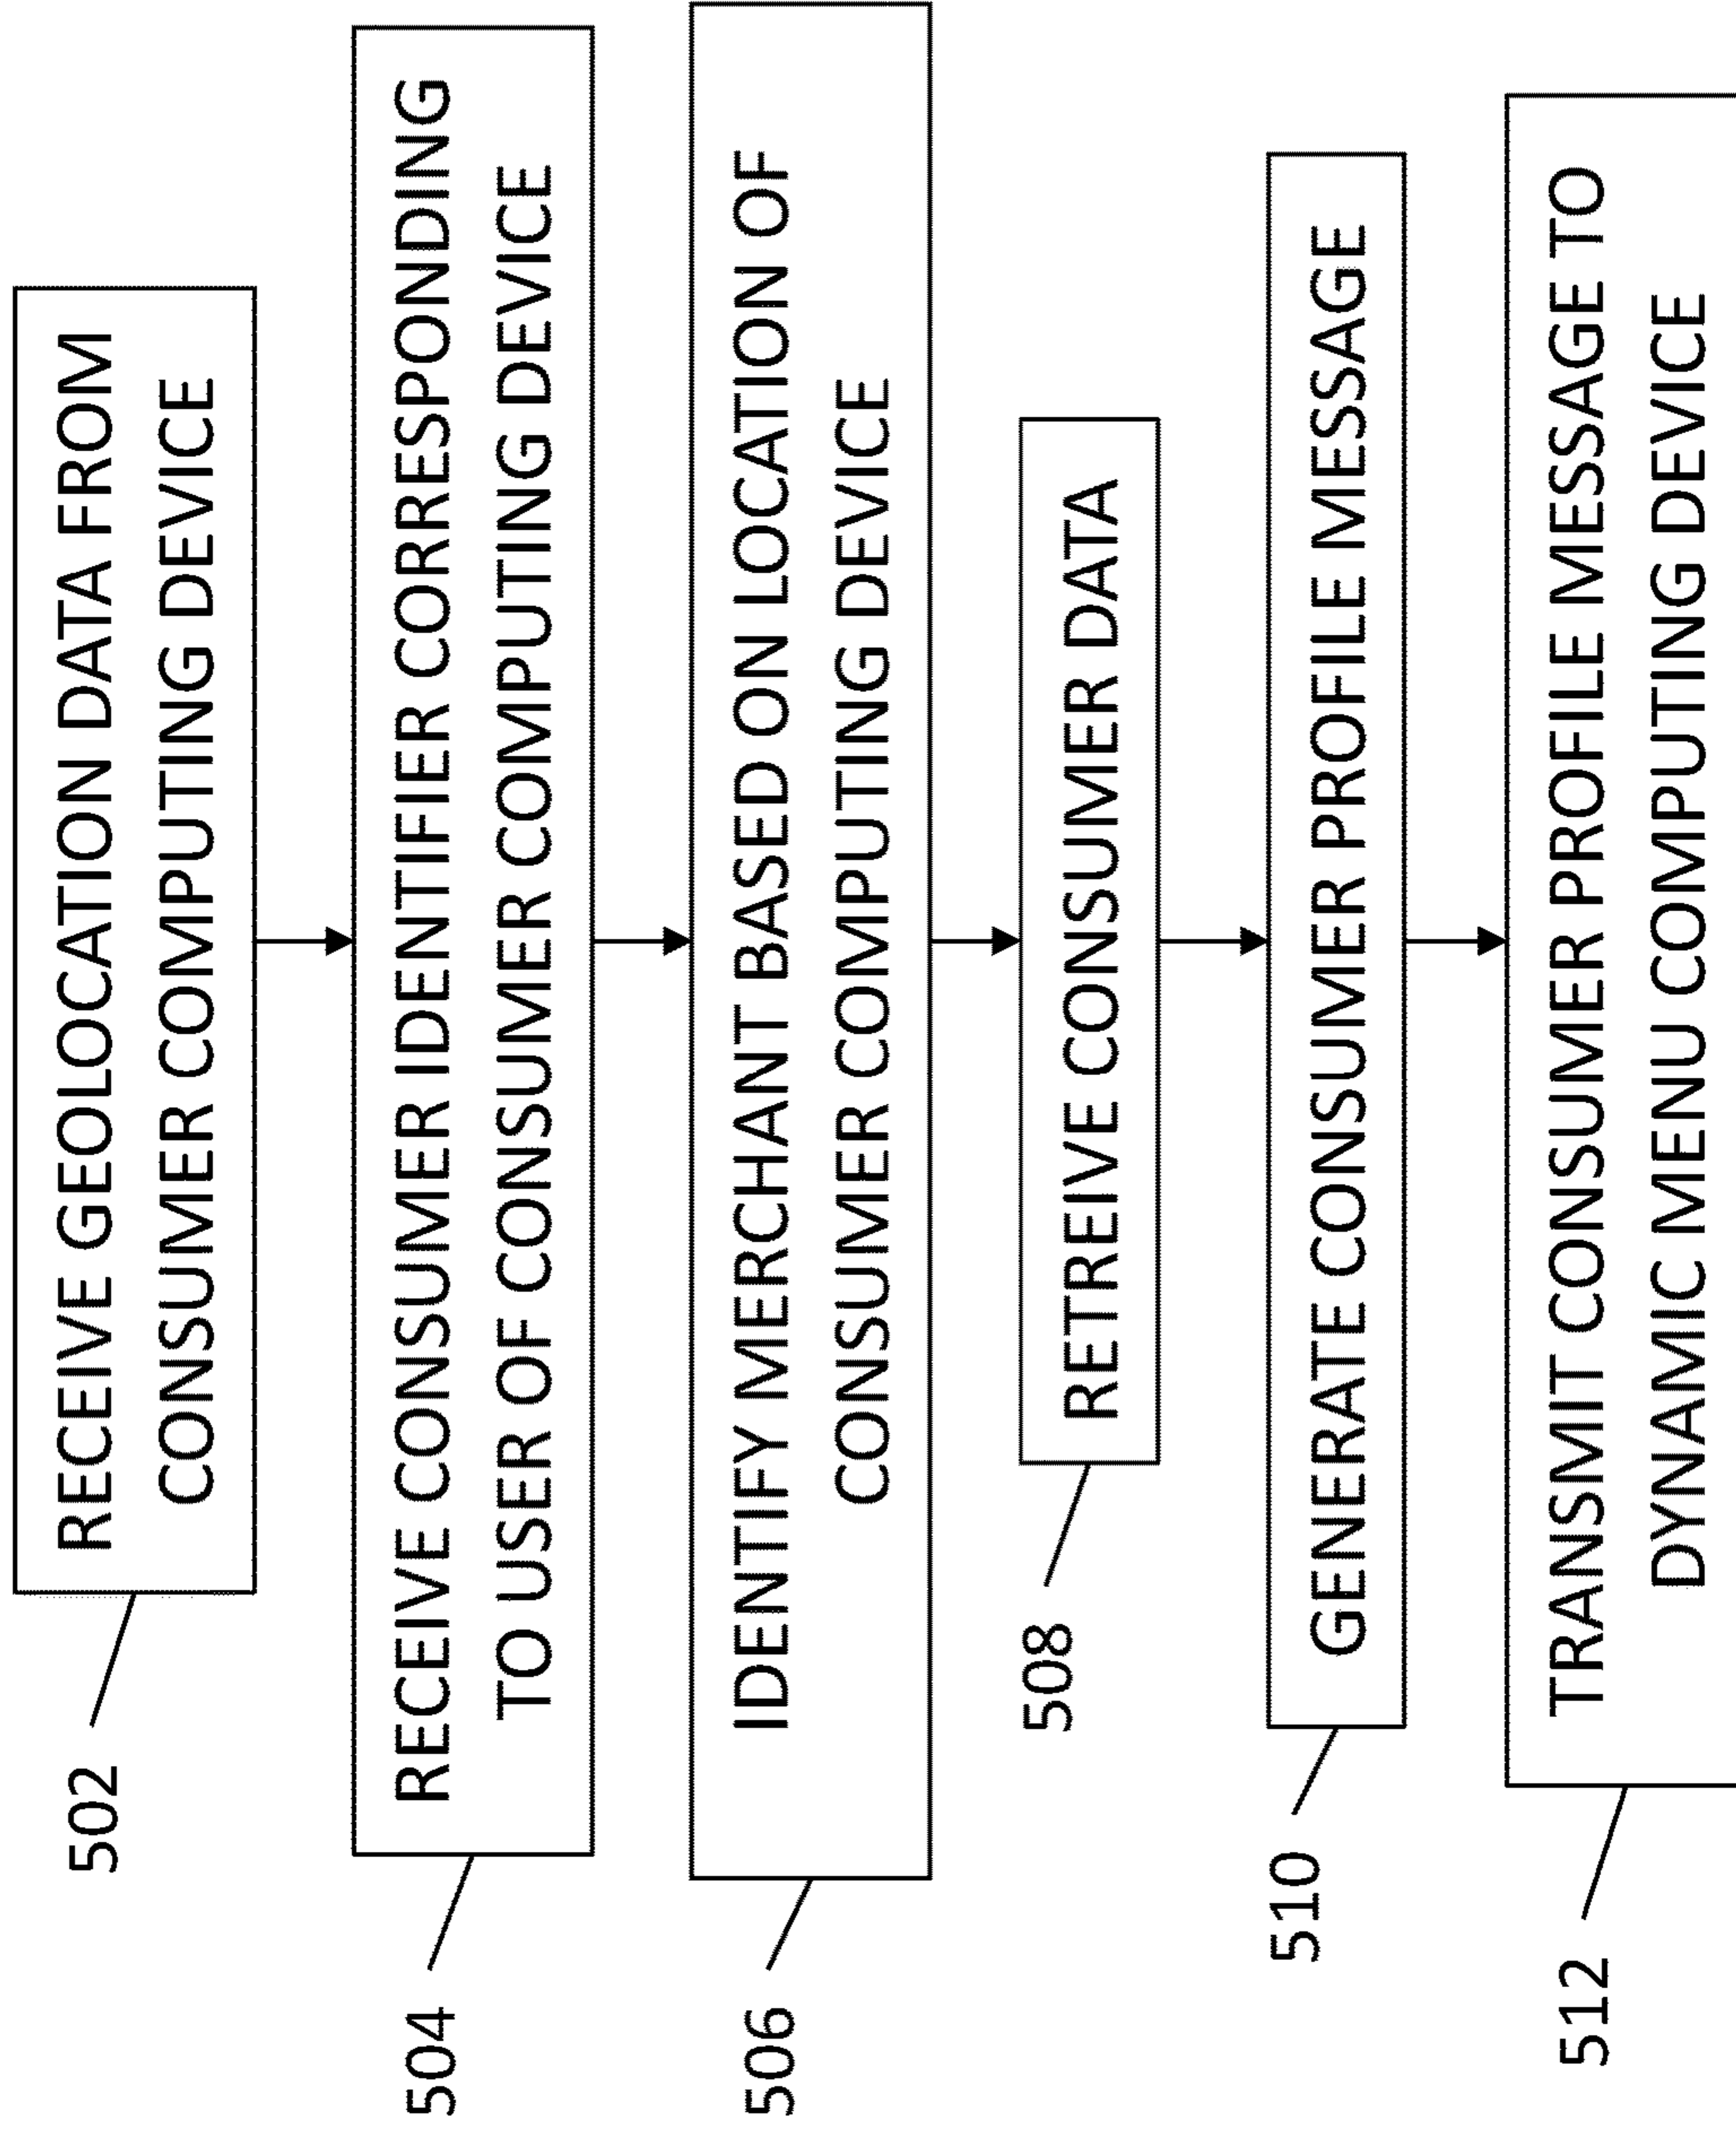 502
RECEIVE GEOLOCATION DATA FROM
CONSUMER COMPUTING DEVICE
504
RECEIVE CONSUMER IDENTIFIER CORRESPONDING
TO USER OF CONSUMER COMPUTING DEVICE
506
IDENTIFY MERCHANT BASED ON LOCATION OF
CONSUMER COMPUTING DEVICE
508
RETREIVE CONSUMER DATA
510
GENERATE CONSUMER PROFILE MESSAGE
512
TRANSMIT CONSUMER PROFILE MESSAGE TO
DYNAMIC MENU COMPUTING DEVICE